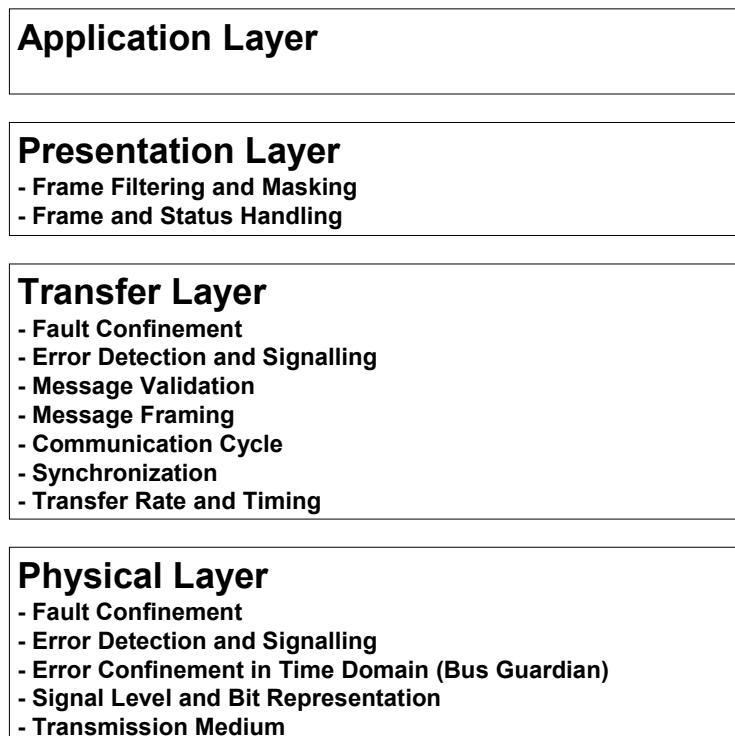 Application Layer
Presentation Layer
- Frame Filtering and Masking
- Frame and Status Handling
Transfer Layer
- Fault Confinement
- Error Detection and Signalling
- Message Validation
- Message Framing
- Communication Cycle
- Synchronization
- Transfer Rate and Timing
Physical Layer
- Fault Confinement
- Error Detection and Signalling
- Error Confinement in Time Domain (Bus Guardian)
- Signal Level and Bit Representation
- Transmission Medium